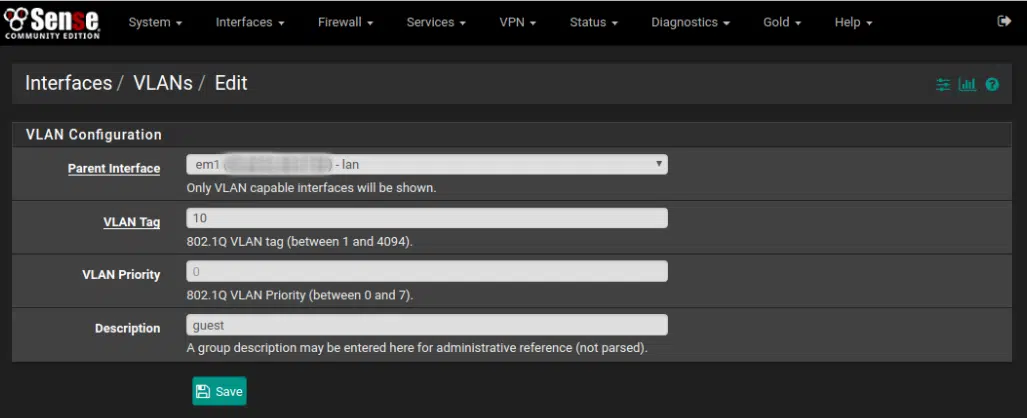 Sense
COMMUNITY EDITION
System Interfaces Firewall Services VPN Status Diagnostics Gold Help
Interfaces / VLANs / Edit
VLAN Configuration
Parent Interface em1 ( ) - lan
Only VLAN capable interfaces will be shown.
VLAN Tag 10
802.1Q VLAN tag (between 1 and 4094).
VLAN Priority 0
802.1Q VLAN Priority (between 0 and 7).
Description guest
A group description may be entered here for administrative reference (not parsed).
Save